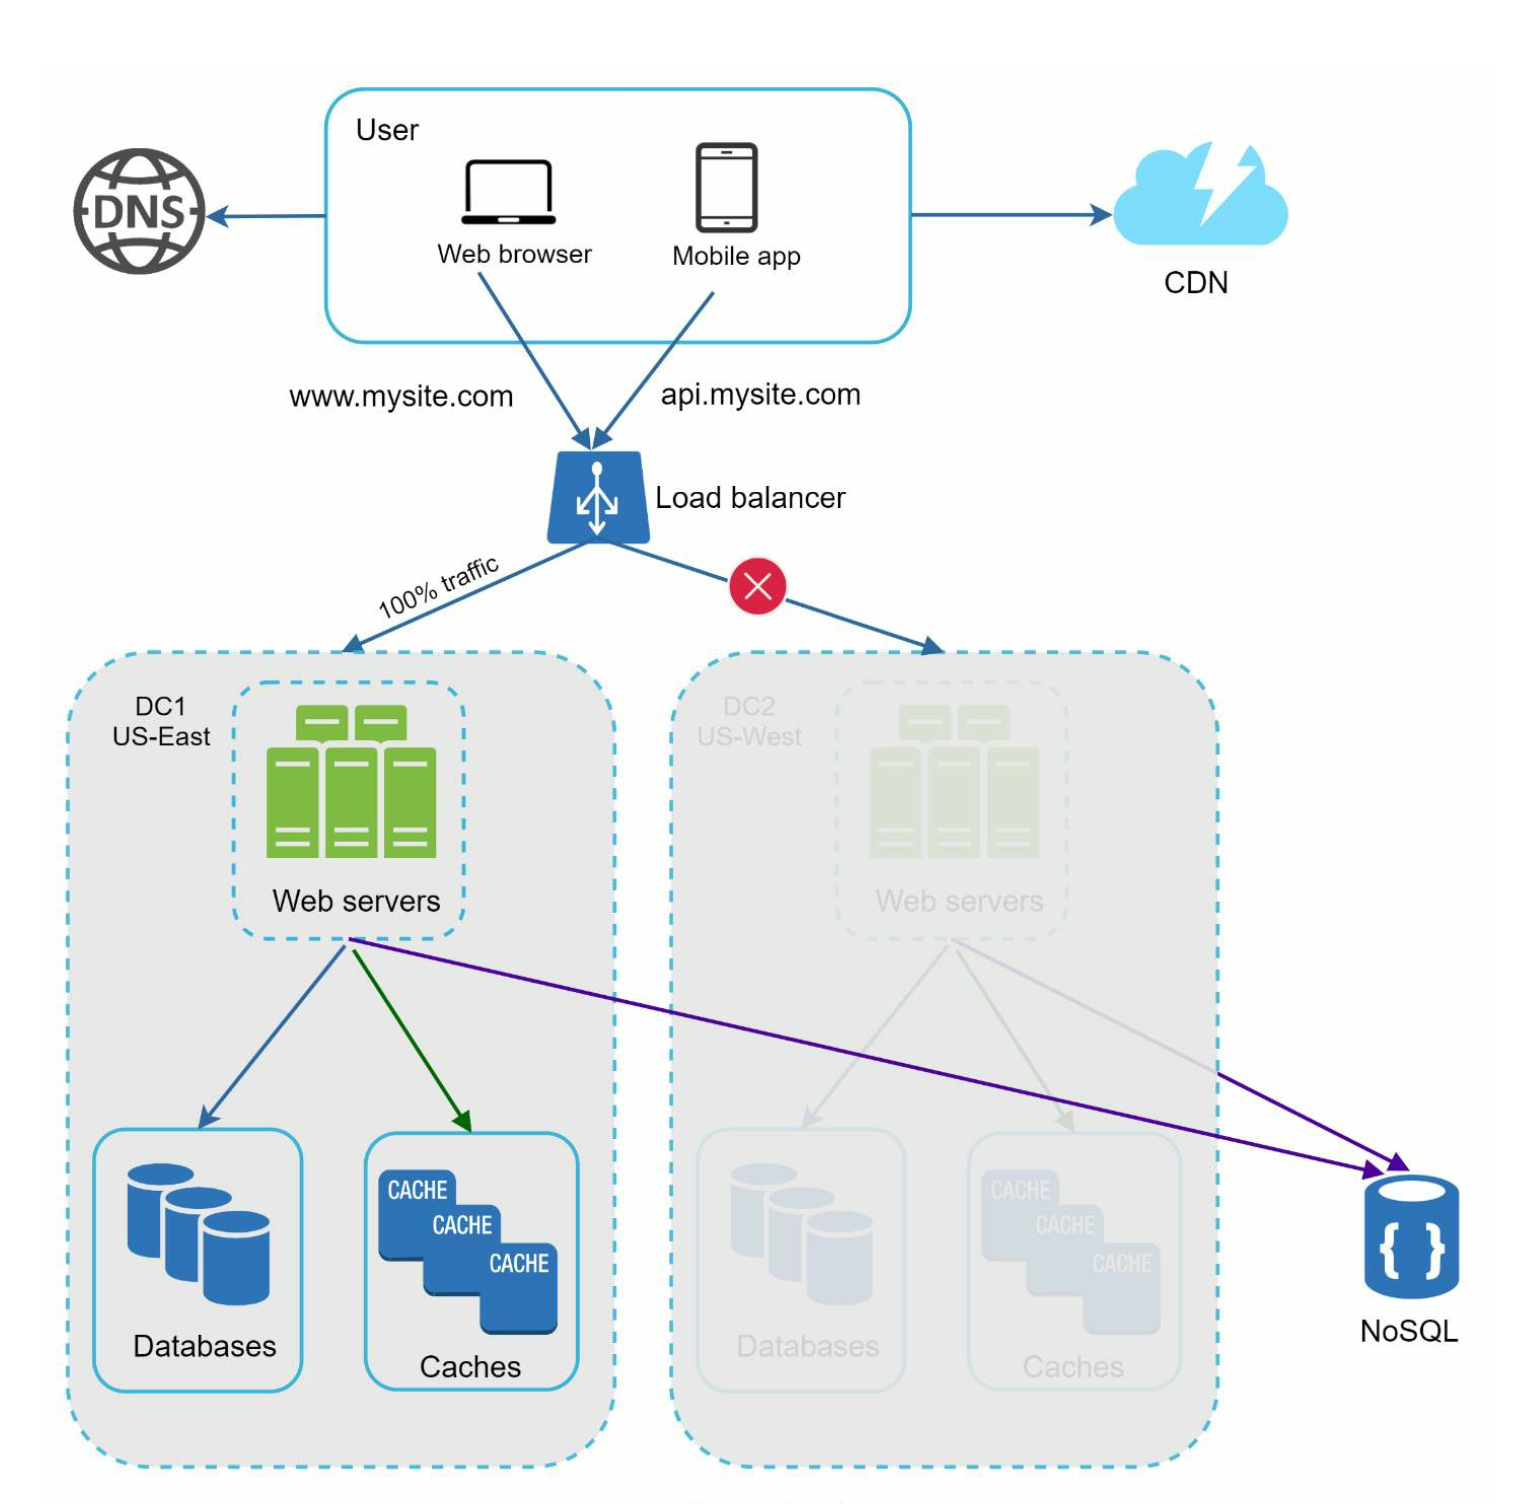 User
DNS
Web browser
Mobile app
CDN
www.mysite.com
api.mysite.com
Load balancer
100% traffic
DC1
US-East
DC2
US-West
Web servers
Web servers
CACHE
CACHE
CACHE
CACHE
CACHE
CACHE
Databases
Caches
Databases
Caches
NoSQL